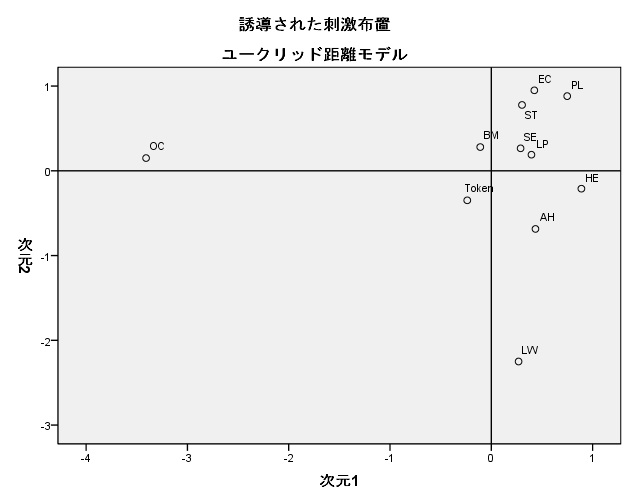 誘導された刺激布置
ユークリッド距離モデル
EC
PL
ST
BM
SE
LP
OC
HE
Token
AH
LW
1
0
-1
-2
-3
-4
-3
-2
-1
0
1
次元2
次元1